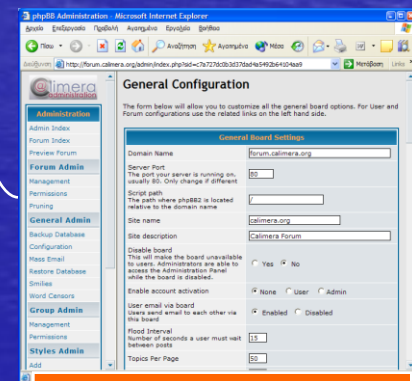 phpBB Administration - Microsoft Internet Explorer
Αρχείο Επεξεργασία Προβολή Αγαπημένα Εργαλεία Βοήθεια
Πίσω Αναζήτηση Αγαπημένα Μέσα
http://forum.calimera.org/admin/index.php?sid=c7a727dc0b3d37dad4a5492b64104aa9 Μετάβαση Links
Calimera
administration
Administration
Admin Index
Forum Index
Preview Forum
Forum Admin
Management
Permissions
Pruning
General Admin
Backup Database
Configuration
Mass Email
Restore Database
Smilies
Word Censors
Group Admin
Management
Permissions
Styles Admin
Add
General Configuration
The form below will allow you to customize all the general board options. For User and
Forum configurations use the related links on the left hand side.
General Board Settings
Domain Name forum.calimera.org
Server Port
The port your server is running on,
usually 80. Only change if different
80
Script path
The path where phpBB2 is located
relative to the domain name
/
Site name calimera.org
Site description Calimera Forum
Disable board
This will make the board unavailable
to users. Administrators are able to
access the Administration Panel
while the board is disabled.
Yes No
Enable account activation None User Admin
User email via board
Users send email to each other via
this board
Enabled Disabled
Flood Interval
Number of seconds a user must wait
between posts
15
Topics Per Page 50